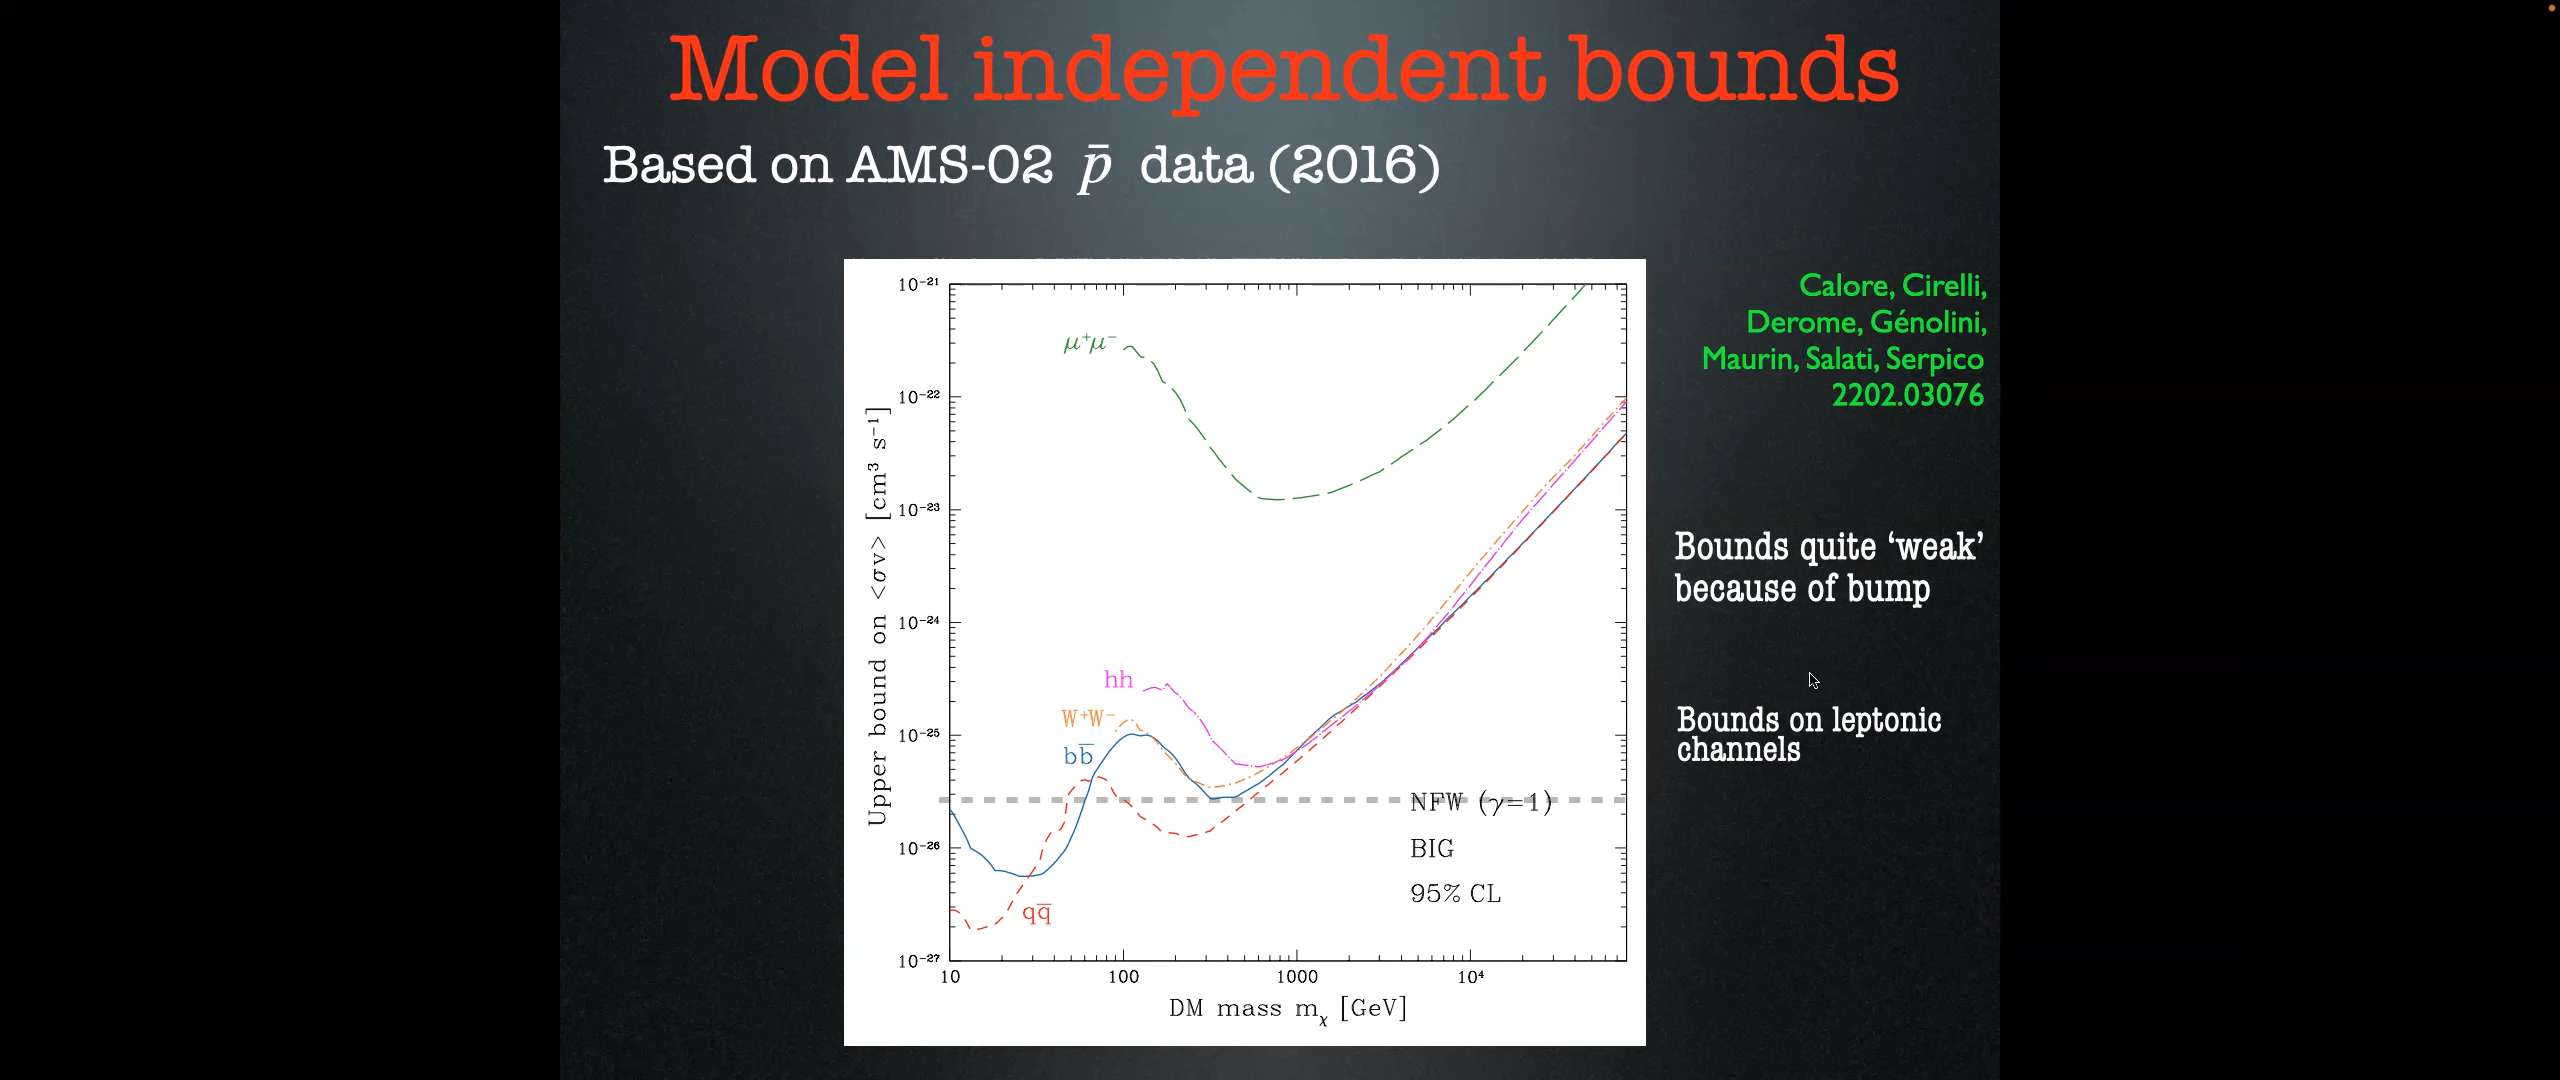 Model independent bounds
Based on AMS-02 p̄ data (2016)
Calore, Cirelli,
Derome, Génolini,
Maurin, Salati, Serpico
2202.03076
Bounds quite ‘weak’
because of bump
Bounds on leptonic
channels
Upper bound on <σv> [cm³ s⁻¹]
10⁻²¹
10⁻²²
10⁻²³
10⁻²⁴
10⁻²⁵
10⁻²⁶
10⁻²⁷
μ⁺μ⁻
hh
W⁺W⁻
bb̅
qq̅
NFW (γ=1)
BIG
95% CL
10 100 1000 10⁴
DM mass mᵪ [GeV]